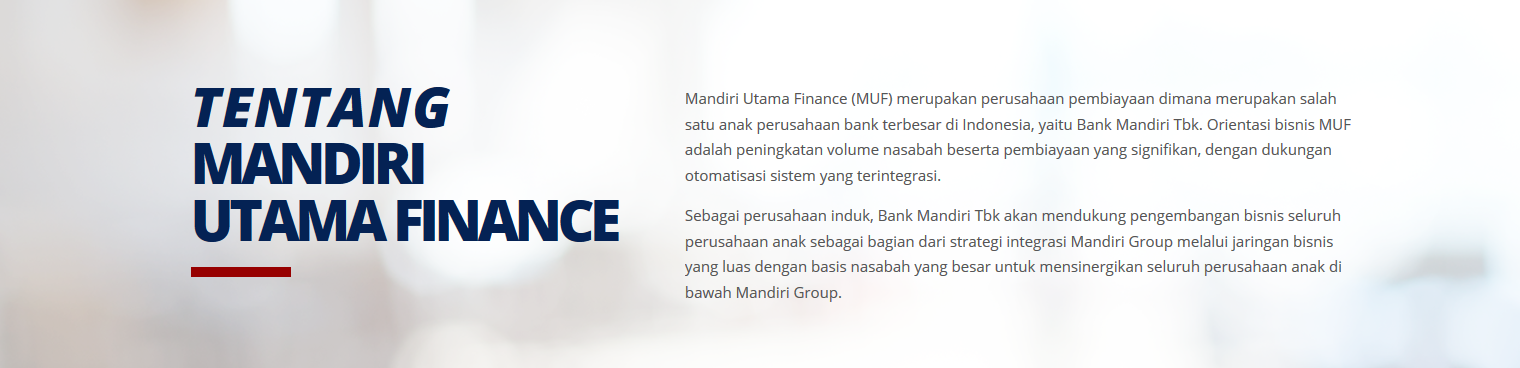 TENTANG
MANDIRI
UTAMA FINANCE
Mandiri Utama Finance (MUF) merupakan perusahaan pembiayaan dimana merupakan salah
satu anak perusahaan bank terbesar di Indonesia, yaitu Bank Mandiri Tbk. Orientasi bisnis MUF
adalah peningkatan volume nasabah beserta pembiayaan yang signifikan, dengan dukungan
otomatisasi sistem yang terintegrasi.
Sebagai perusahaan induk, Bank Mandiri Tbk akan mendukung pengembangan bisnis seluruh
perusahaan anak sebagai bagian dari strategi integrasi Mandiri Group melalui jaringan bisnis
yang luas dengan basis nasabah yang besar untuk mensinergikan seluruh perusahaan anak di
bawah Mandiri Group.